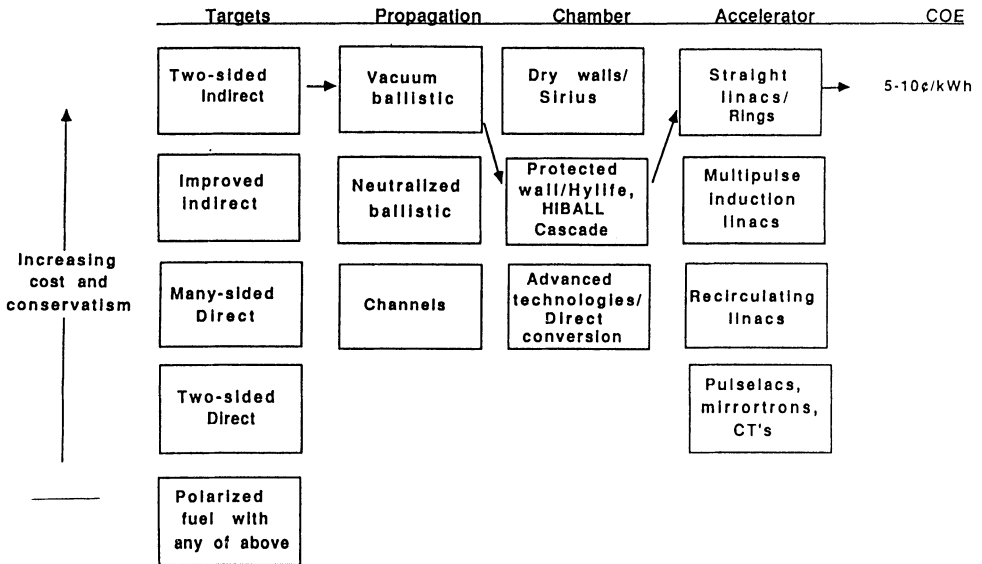 Targets
Propagation
Chamber
Accelerator
COE
Two-sided
Indirect
Vacuum
ballistic
Dry walls/
Sirius
Straight
linacs/
Rings
5-10¢/kWh
Improved
Indirect
Neutralized
ballistic
Protected
wall/Hylife,
HIBALL
Cascade
Multipulse
induction
linacs
Increasing
cost and
conservatism
Many-sided
Direct
Channels
Advanced
technologies/
Direct
conversion
Recirculating
linacs
Two-sided
Direct
Pulselacs,
mirrortrons,
CT's
Polarized
fuel with
any of above